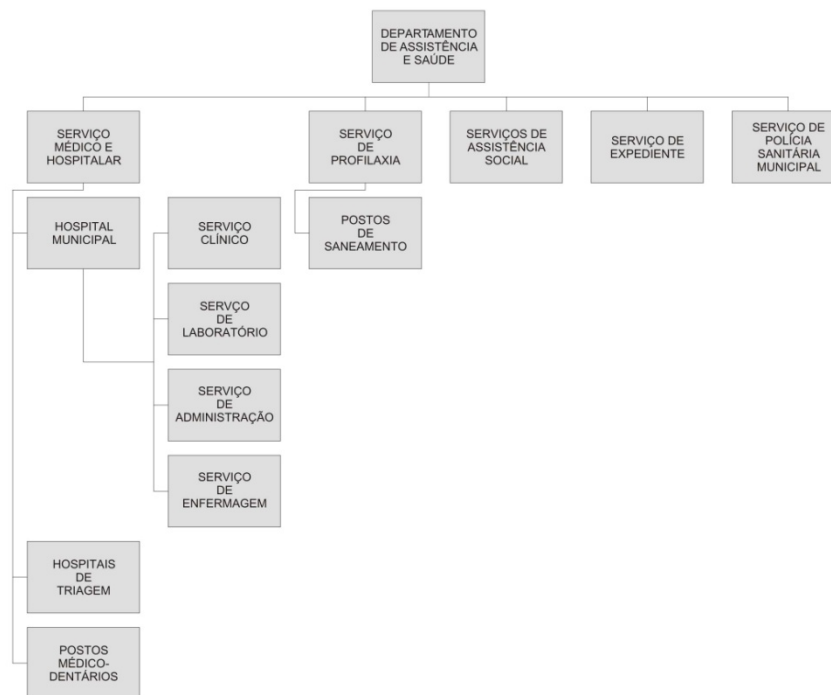 DEPARTAMENTO
DE ASSISTÊNCIA
E SAÚDE
SERVIÇO
MÉDICO E
HOSPITALAR
SERVIÇO
DE
PROFILAXIA
SERVIÇOS DE
ASSISTÊNCIA
SOCIAL
SERVIÇO DE
EXPEDIENTE
SERVIÇO DE
POLÍCIA
SANITÁRIA
MUNICIPAL
HOSPITAL
MUNICIPAL
SERVIÇO
CLÍNICO
POSTOS
DE
SANEAMENTO
SERVÇO
DE
LABORATÓRIO
SERVIÇO
DE
ADMINISTRAÇÃO
SERVIÇO
DE
ENFERMAGEM
HOSPITAIS
DE
TRIAGEM
POSTOS
MÉDICO-
DENTÁRIOS